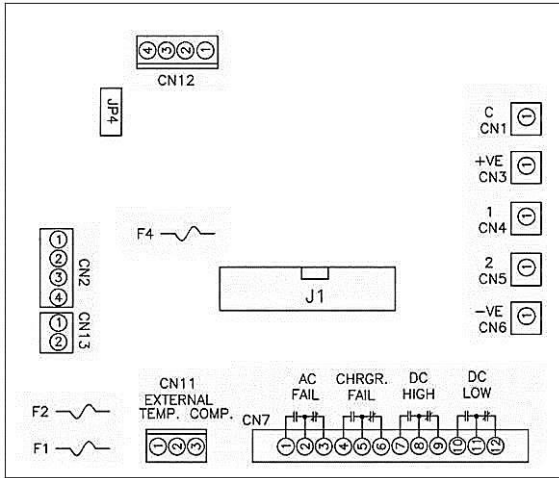 4 3 2 1
CN12
JP4
C
CN1
1
+VE
CN3
1
1
CN4
1
2
CN5
1
-VE
CN6
1
F4
1
2
3
4
CN2
1
2
CN13
J1
F2
F1
CN11
EXTERNAL
TEMP. COMP.
1 2 3
AC
FAIL
CHRGR.
FAIL
DC
HIGH
DC
LOW
CN7
1 2 3 4 5 6 7 8 9 10 11 12